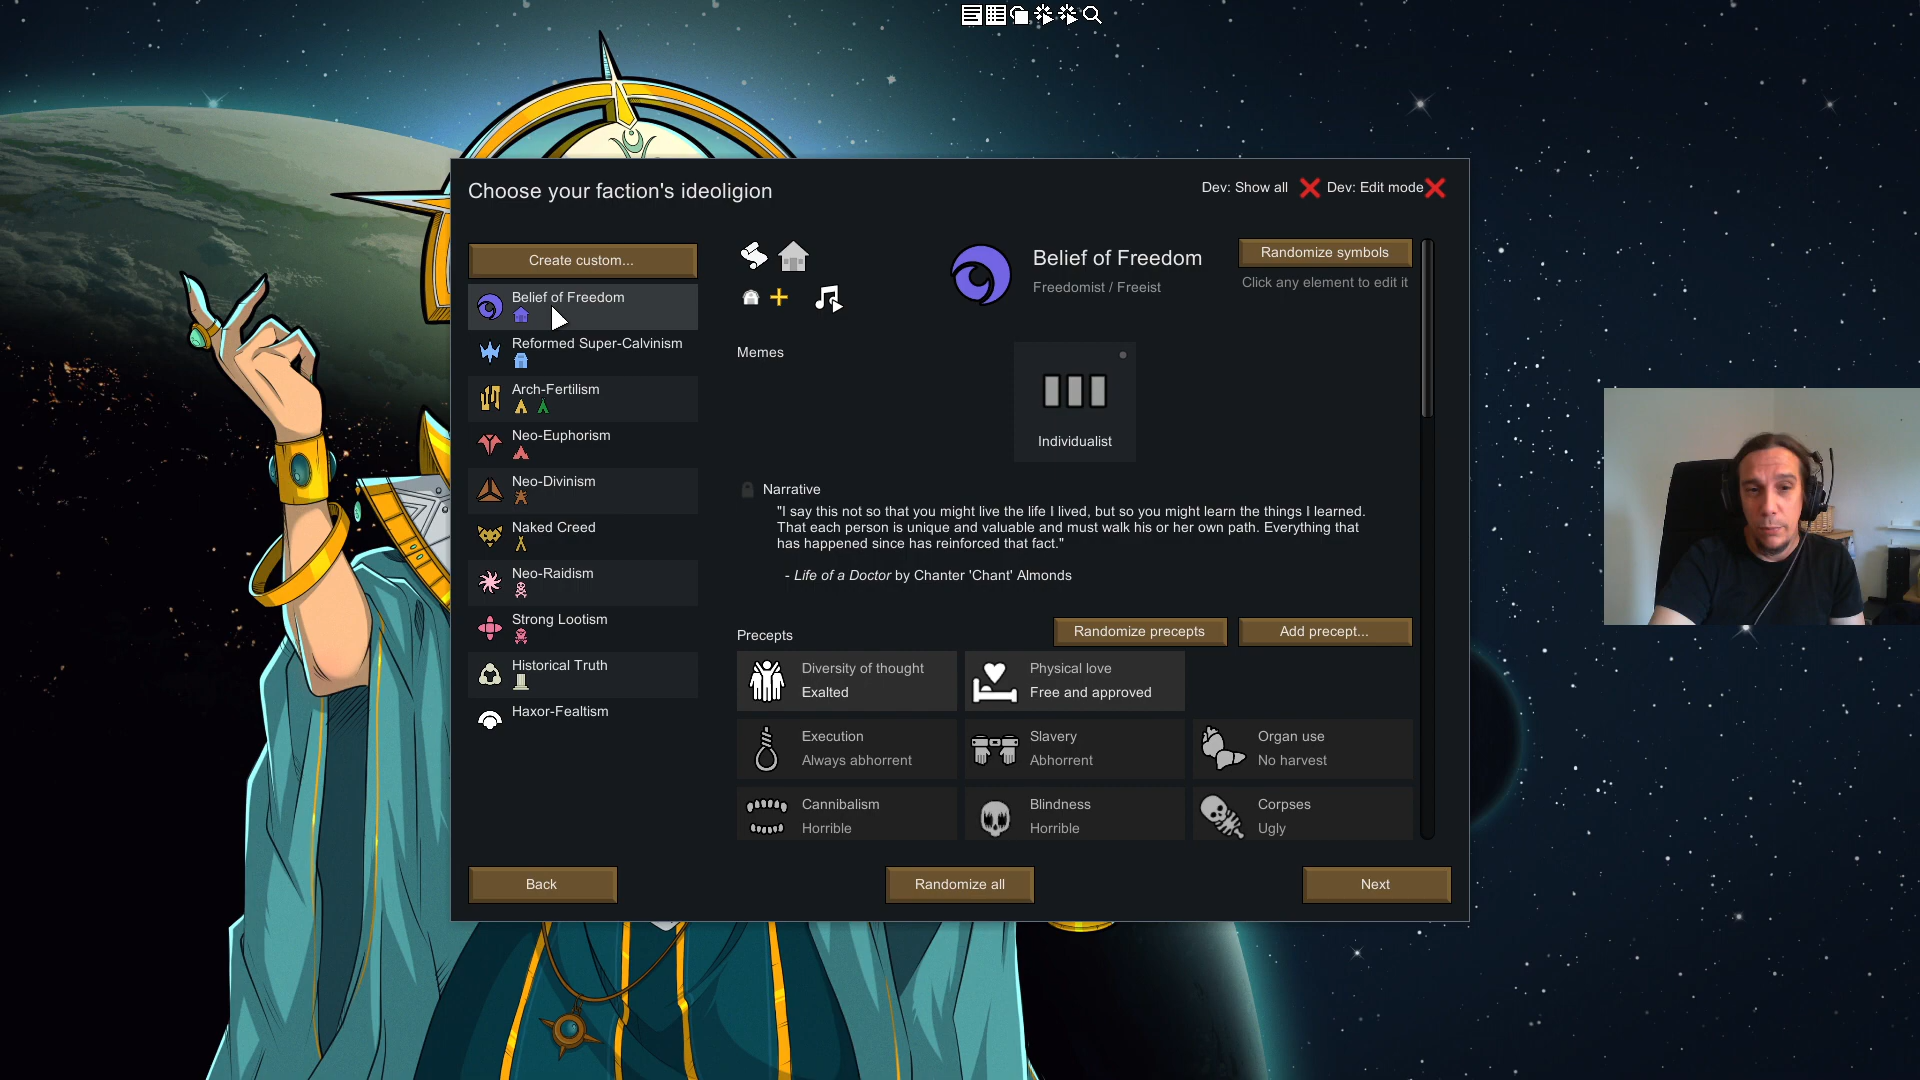 Choose your faction's ideoligion
Dev: Show all
Dev: Edit mode
Create custom...
Belief of Freedom
Reformed Super-Calvinism
Arch-Fertilism
Neo-Euphorism
Neo-Divinism
Naked Creed
Neo-Raidism
Strong Lootism
Historical Truth
Haxor-Fealtism
Belief of Freedom
Freedomist / Freeist
Randomize symbols
Click any element to edit it
Memes
Individualist
Narrative
"I say this not so that you might live the life I lived, but so you might learn the things I learned.
That each person is unique and valuable and must walk his or her own path. Everything that
has happened since has reinforced that fact."
- Life of a Doctor by Chanter 'Chant' Almonds
Precepts
Randomize precepts
Add precept...
Diversity of thought
Exalted
Physical love
Free and approved
Execution
Always abhorrent
Slavery
Abhorrent
Organ use
No harvest
Cannibalism
Horrible
Blindness
Horrible
Corpses
Ugly
Back
Randomize all
Next